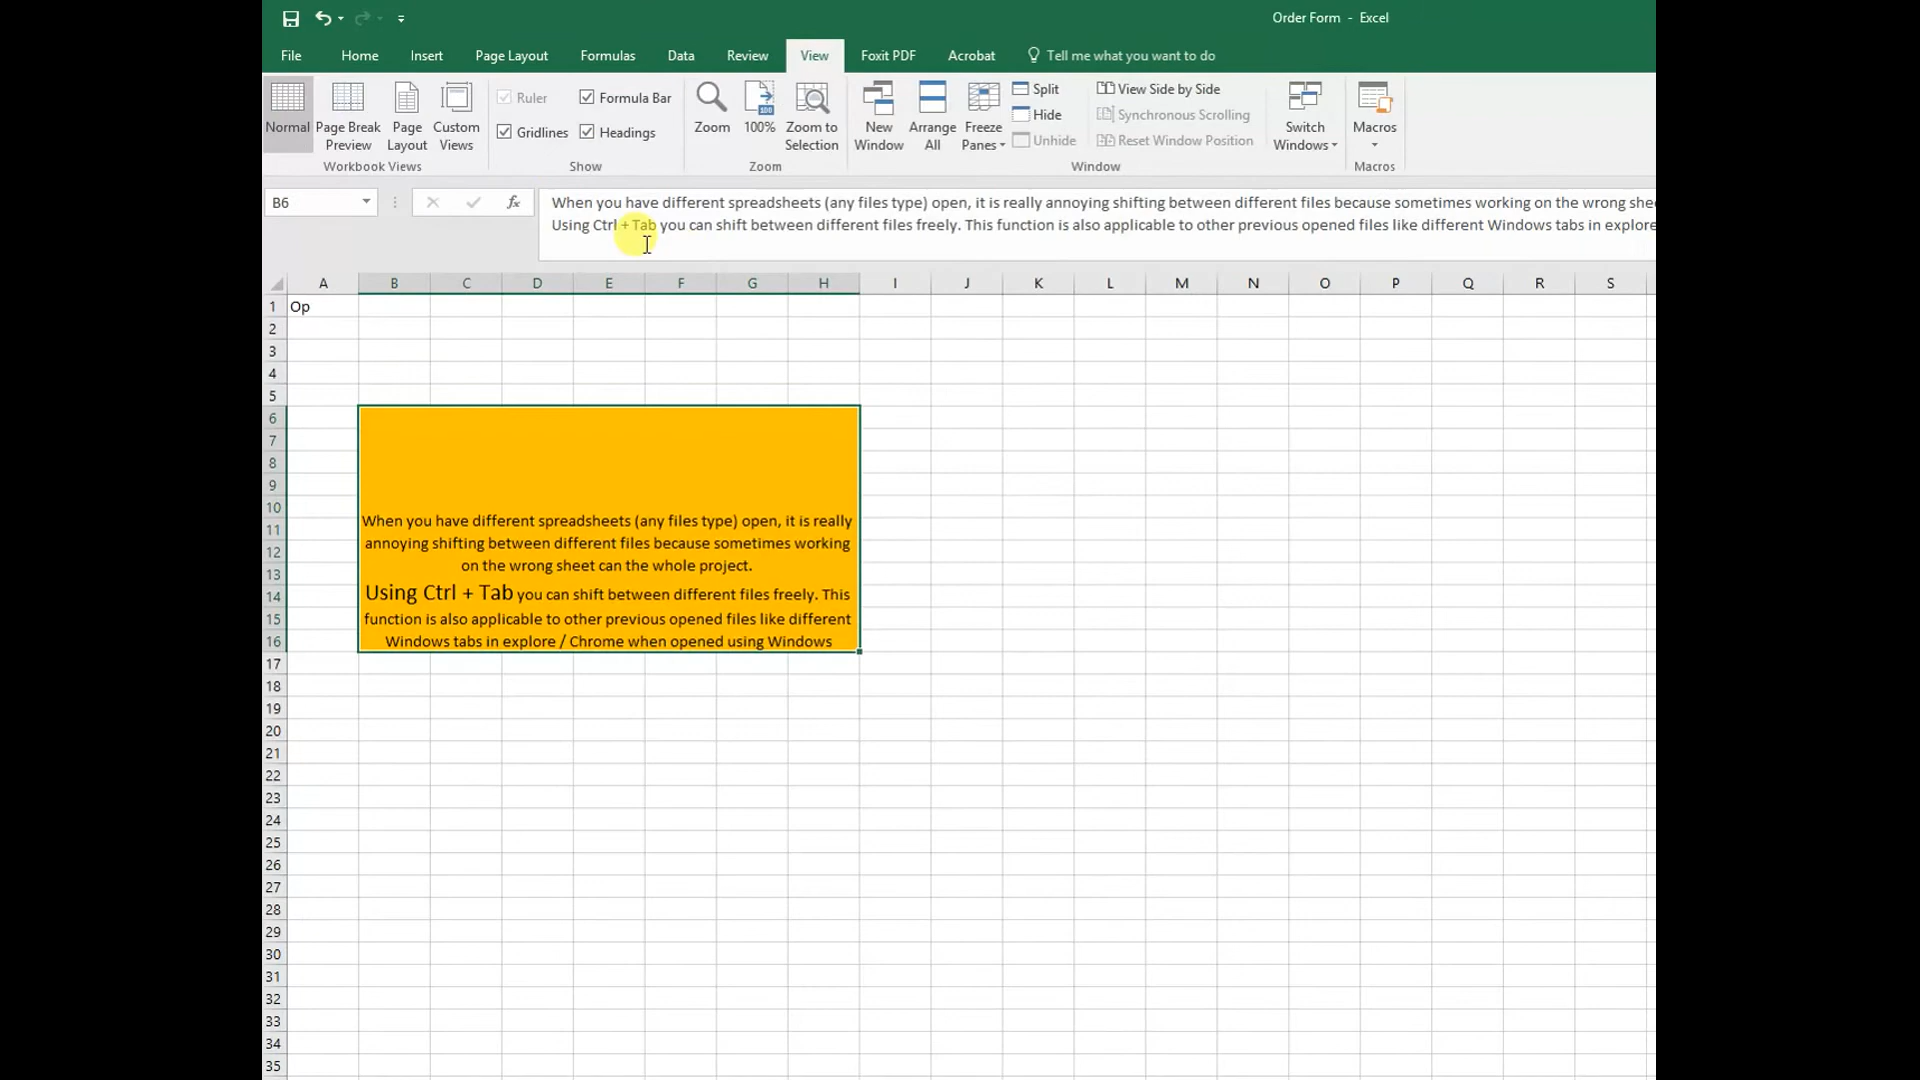 Order Form - Excel
File Home Insert Page Layout Formulas Data Review View Foxit PDF Acrobat Tell me what you want to do
Normal
Page Break Preview
Page Layout
Custom Views
Workbook Views
Ruler
Formula Bar
Gridlines
Headings
Show
Zoom
100%
Zoom to Selection
Zoom
New Window
Arrange All
Freeze Panes
Split
Hide
Unhide
View Side by Side
Synchronous Scrolling
Reset Window Position
Window
Switch Windows
Macros
Macros
B6
fx
When you have different spreadsheets (any files type) open, it is really annoying shifting between different files because sometimes working on the wrong
Using Ctrl + Tab you can shift between different files freely. This function is also applicable to other previous opened files like different Windows tabs in explore
A B C D E F G H I J K L M N O P Q R S
1 Op
2
3
4
5
6
7
8
9
10
11
12
13
14
15
16
When you have different spreadsheets (any files type) open, it is really
annoying shifting between different files because sometimes working
on the wrong sheet can the whole project.
Using Ctrl + Tab you can shift between different files freely. This
function is also applicable to other previous opened files like different
Windows tabs in explore / Chrome when opened using Windows
17
18
19
20
21
22
23
24
25
26
27
28
29
30
31
32
33
34
35